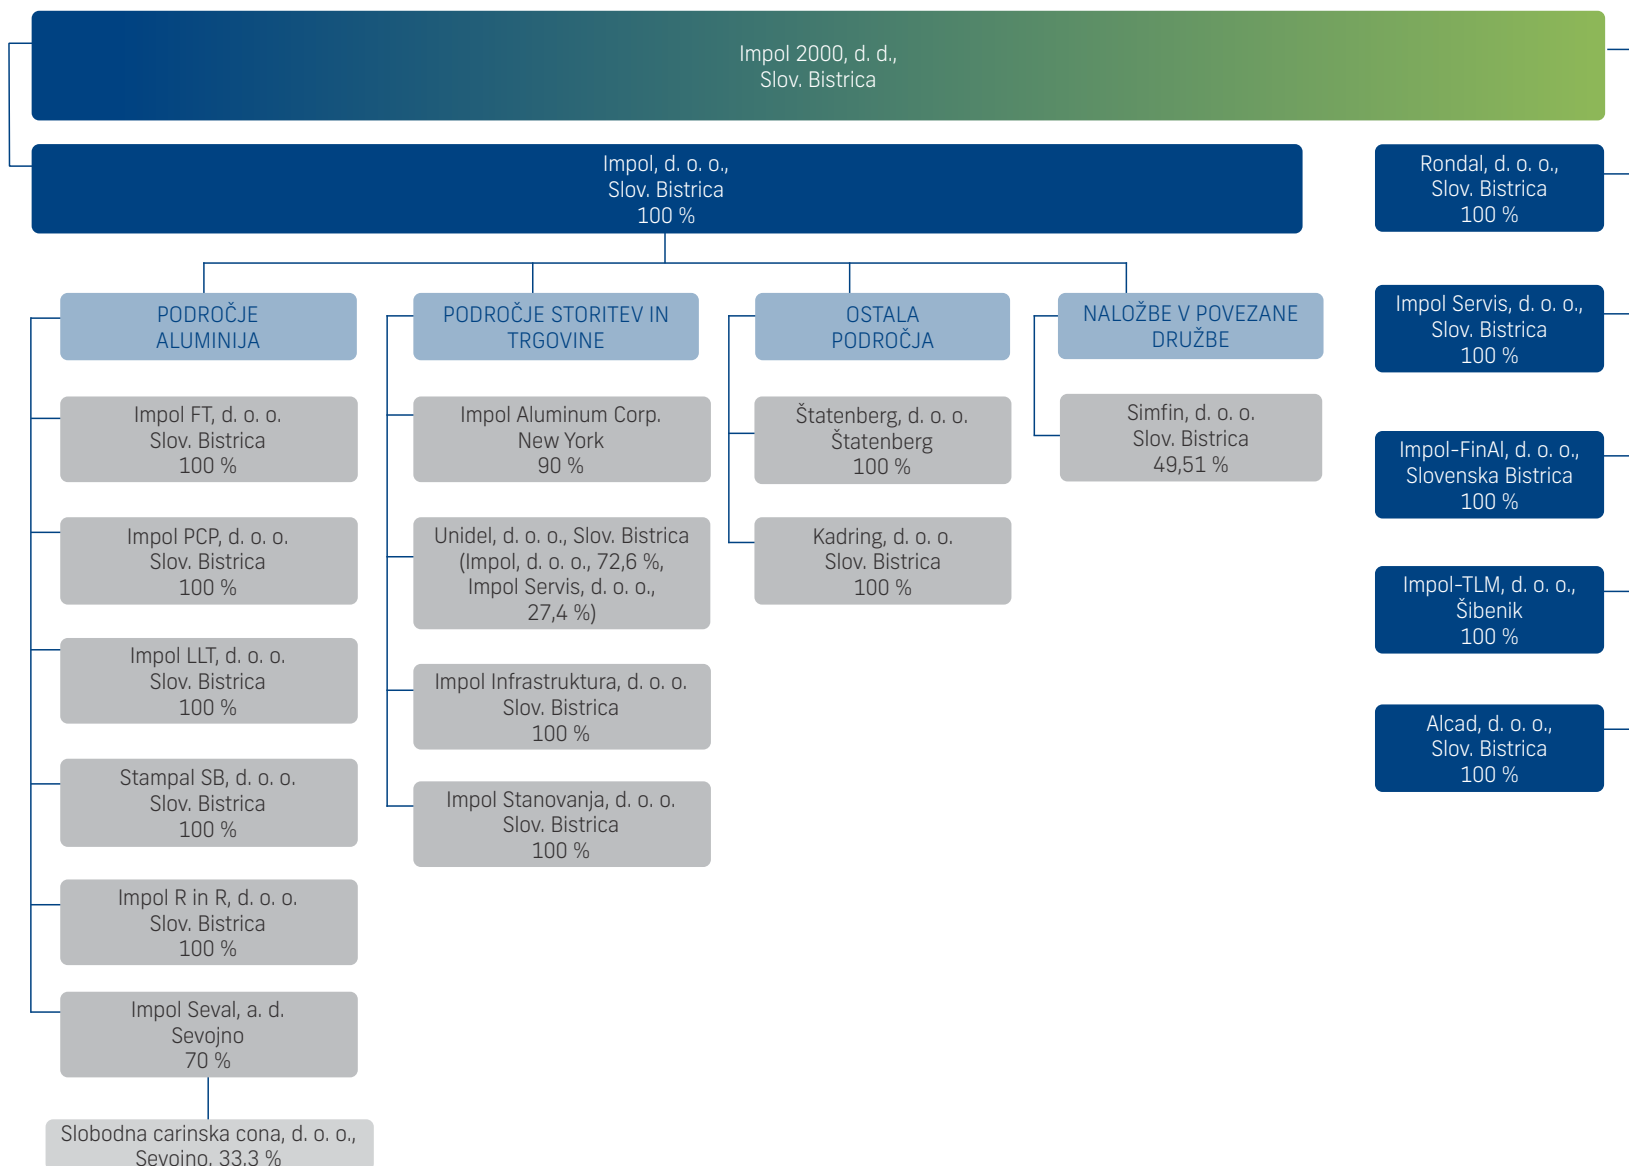 Impol 2000, d. d.,
Slov. Bistrica
Impol, d. o. o.,
Slov. Bistrica
100 %
PODROČJE
ALUMINIJA
Impol FT, d. o. o.
Slov. Bistrica
100 %
Impol PCP, d. o. o.
Slov. Bistrica
100 %
Impol LLT, d. o. o.
Slov. Bistrica
100 %
Stampal SB, d. o. o.
Slov. Bistrica
100 %
Impol R in R, d. o. o.
Slov. Bistrica
100 %
Impol Seval, a. d.
Sevojno
70 %
Slobodna carinska cona, d. o. o.,
Sevojno, 33,3 %
PODROČJE STORITEV IN
TRGOVINE
Impol Aluminum Corp.
New York
90 %
Unidel, d. o. o., Slov. Bistrica
(Impol, d. o. o., 72,6 %,
Impol Servis, d. o. o.,
27,4 %)
Impol Infrastruktura, d. o. o.
Slov. Bistrica
100 %
Impol Stanovanja, d. o. o.
Slov. Bistrica
100 %
OSTALA
PODROČJA
Štatenberg, d. o. o.
Štatenberg
100 %
Kadring, d. o. o.
Slov. Bistrica
100 %
NALOŽBE V POVEZANE
DRUŽBE
Simfin, d. o. o.
Slov. Bistrica
49,51 %
Rondal, d. o. o.,
Slov. Bistrica
100 %
Impol Servis, d. o. o.,
Slov. Bistrica
100 %
Impol-FinAl, d. o. o.,
Slovenska Bistrica
100 %
Impol-TLM, d. o. o.,
Šibenik
100 %
Alcad, d. o. o.,
Slov. Bistrica
100 %